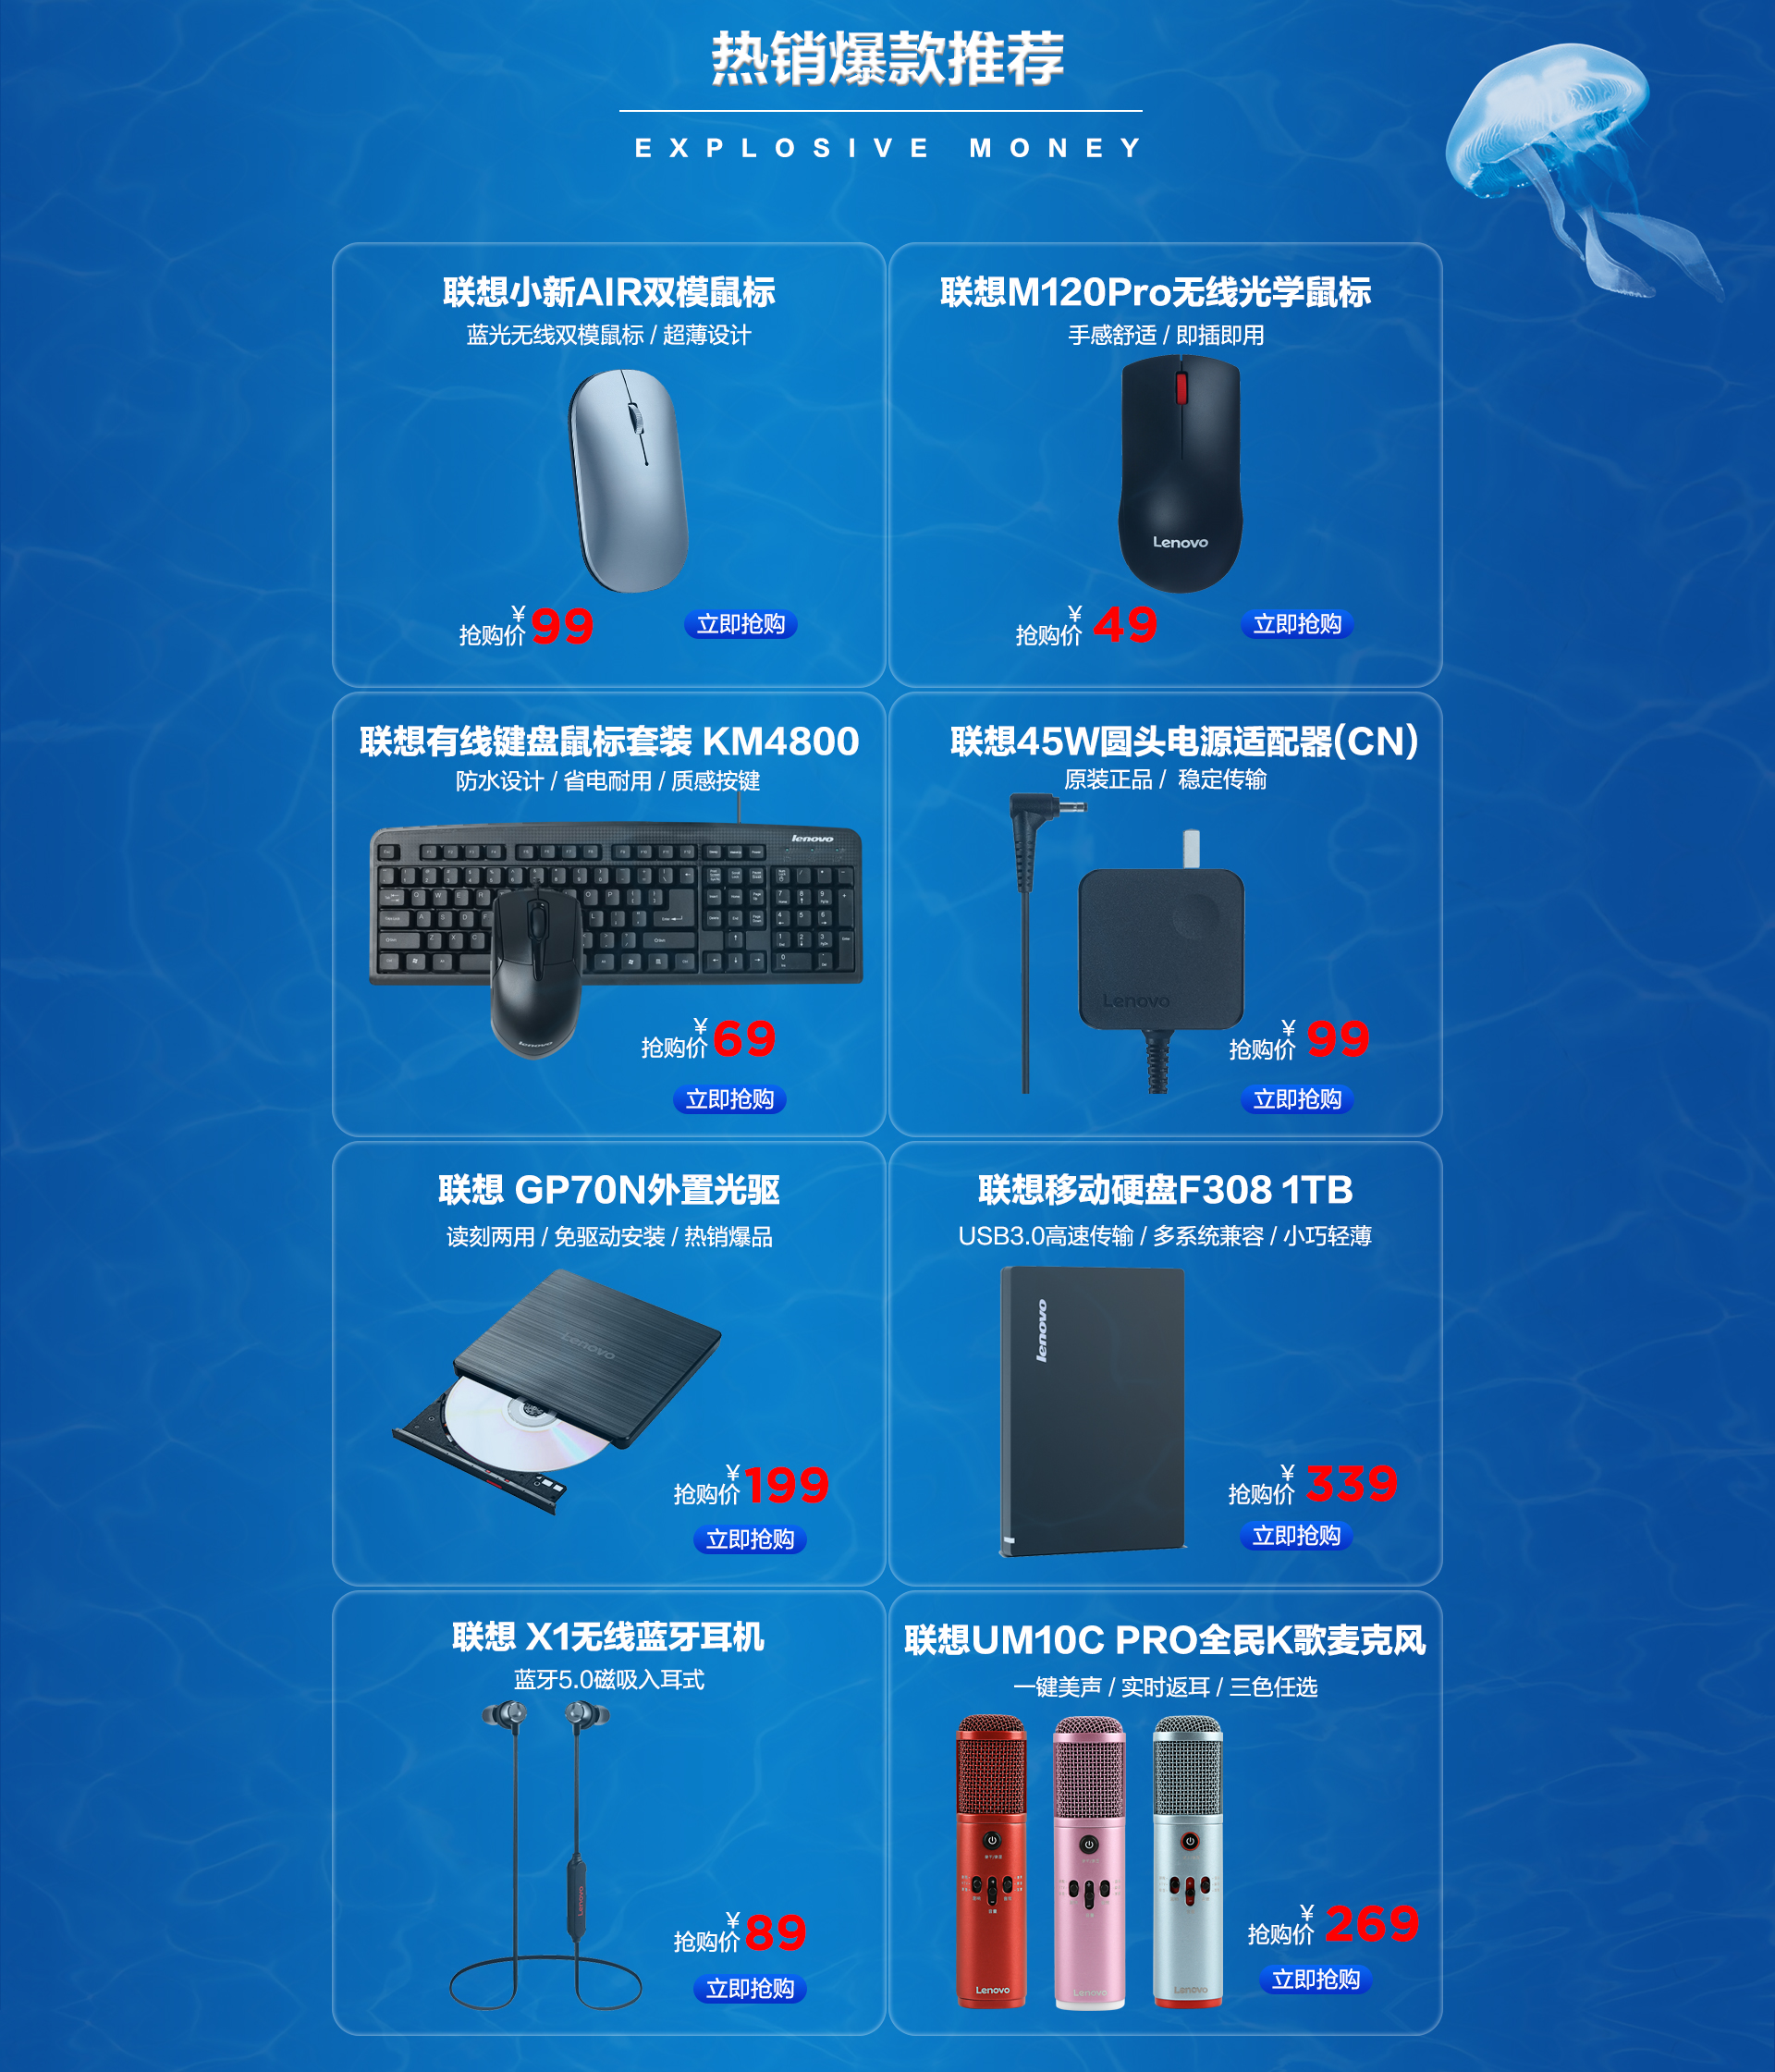 热销爆款推荐
EXPLOSIVE MONEY
联想小新AIR双模鼠标
蓝光无线双模鼠标 / 超薄设计
¥
抢购价 99
立即抢购
联想M120Pro无线光学鼠标
手感舒适 / 即插即用
Lenovo
¥
抢购价 49
立即抢购
联想有线键盘鼠标套装 KM4800
防水设计 / 省电耐用 / 质感按键
lenovo
lenovo
¥
抢购价 69
立即抢购
联想45W圆头电源适配器(CN)
原装正品 / 稳定传输
Lenovo
¥
抢购价 99
立即抢购
联想 GP70N外置光驱
读刻两用 / 免驱动安装 / 热销爆品
Lenovo
¥
抢购价 199
立即抢购
联想移动硬盘F308 1TB
USB3.0高速传输 / 多系统兼容 / 小巧轻薄
lenovo
¥
抢购价 339
立即抢购
联想 X1无线蓝牙耳机
蓝牙5.0磁吸入耳式
Lenovo
¥
抢购价 89
立即抢购
联想UM10C PRO全民K歌麦克风
一键美声 / 实时返耳 / 三色任选
Lenovo
Lenovo
Lenovo
¥
抢购价 269
立即抢购